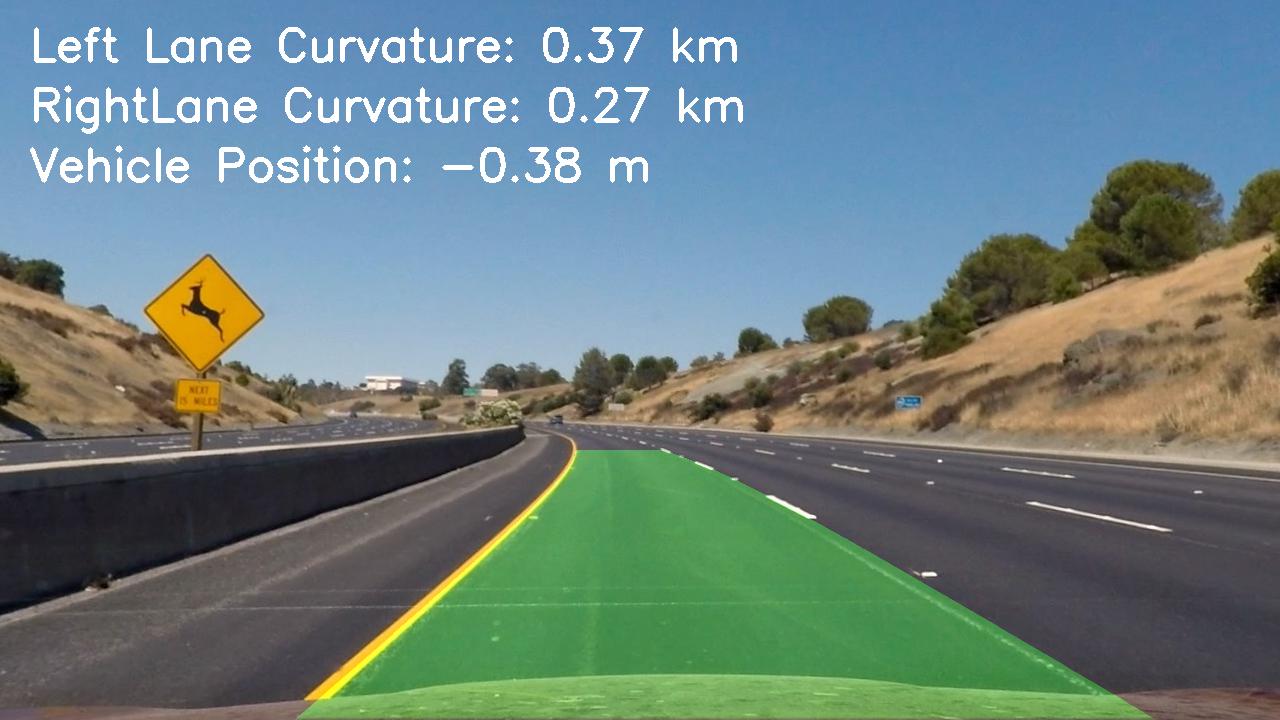 Left Lane Curvature: 0.37 km
RightLane Curvature: 0.27 km
Vehicle Position: -0.38 m
NEXT
15 MILES